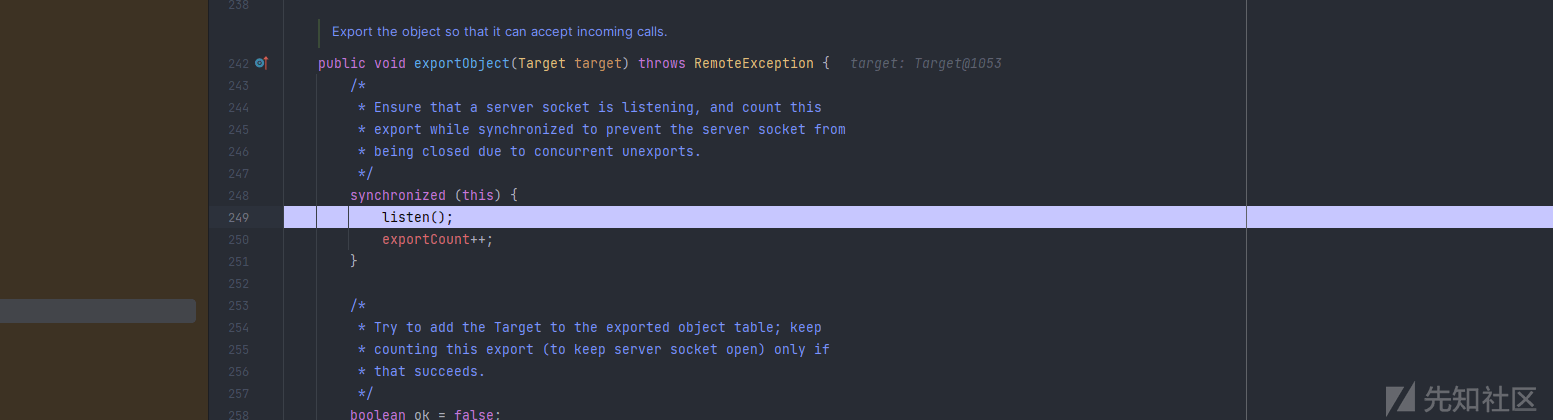 238
Export the object so that it can accept incoming calls.
242 public void exportObject(Target target) throws RemoteException { target: Target@1053
243 /*
244 * Ensure that a server socket is listening, and count this
245 * export while synchronized to prevent the server socket from
246 * being closed due to concurrent unexports.
247 */
248 synchronized (this) {
249 listen();
250 exportCount++;
251 }
252
253 /*
254 * Try to add the Target to the exported object table; keep
255 * counting this export (to keep server socket open) only if
256 * that succeeds.
257 */
258 boolean ok = false;
先知社区